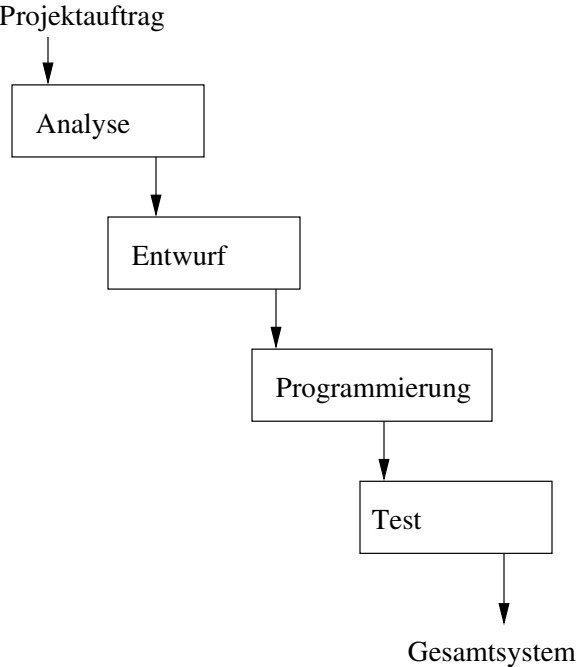 Projektauftrag
Analyse
Entwurf
Programmierung
Test
Gesamtsystem